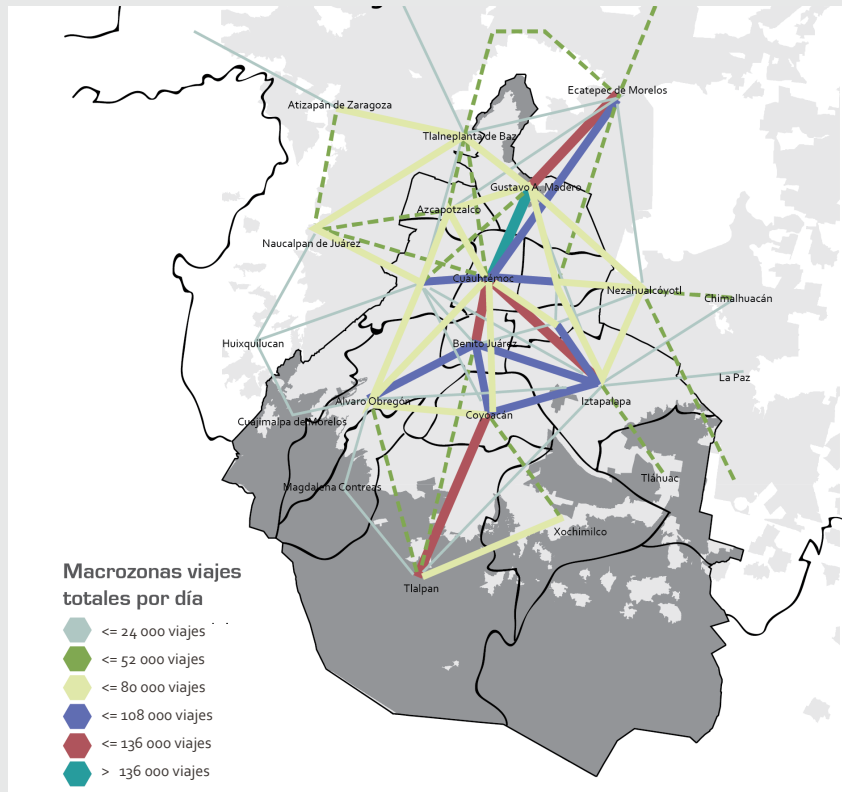 Ecatepec de Morelos
Atizapán de Zaragoza
Tlalneplanta de Baz
Gustavo A. Madero
Azcapotzalco
Naucalpan de Juárez
Cuauhtémoc
Nezahualcóyotl
Chimalhuacán
Huixquilucan
Benito Juárez
La Paz
Alvaro Obregón
Iztapalapa
Coyoacán
Cuajimalpa de Morelos
Tláhuac
Magdalena Contreas
Xochimilco
Tlalpan
Macrozonas viajes
totales por día
<= 24 000 viajes
<= 52 000 viajes
<= 80 000 viajes
<= 108 000 viajes
<= 136 000 viajes
> 136 000 viajes